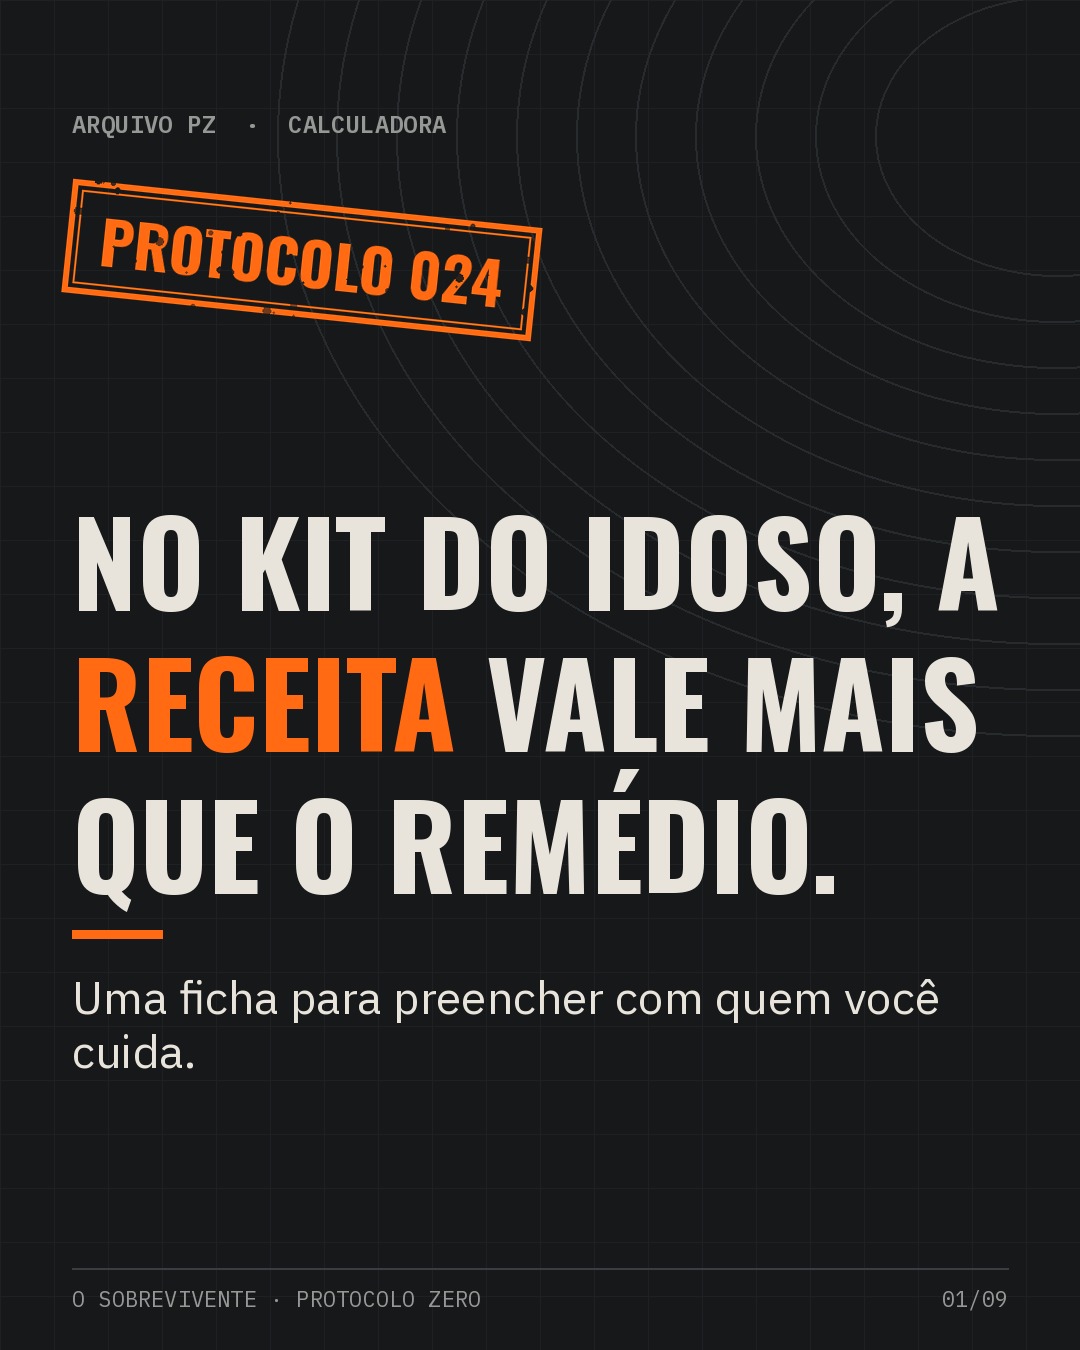 ARQUIVO PZ · CALCULADORA
PROTOCOLO 024
NO KIT DO IDOSO, A
RECEITA VALE MAIS
QUE O REMÉDIO.
Uma ficha para preencher com quem você
cuida.
O SOBREVIVENTE · PROTOCOLO ZERO
01/09